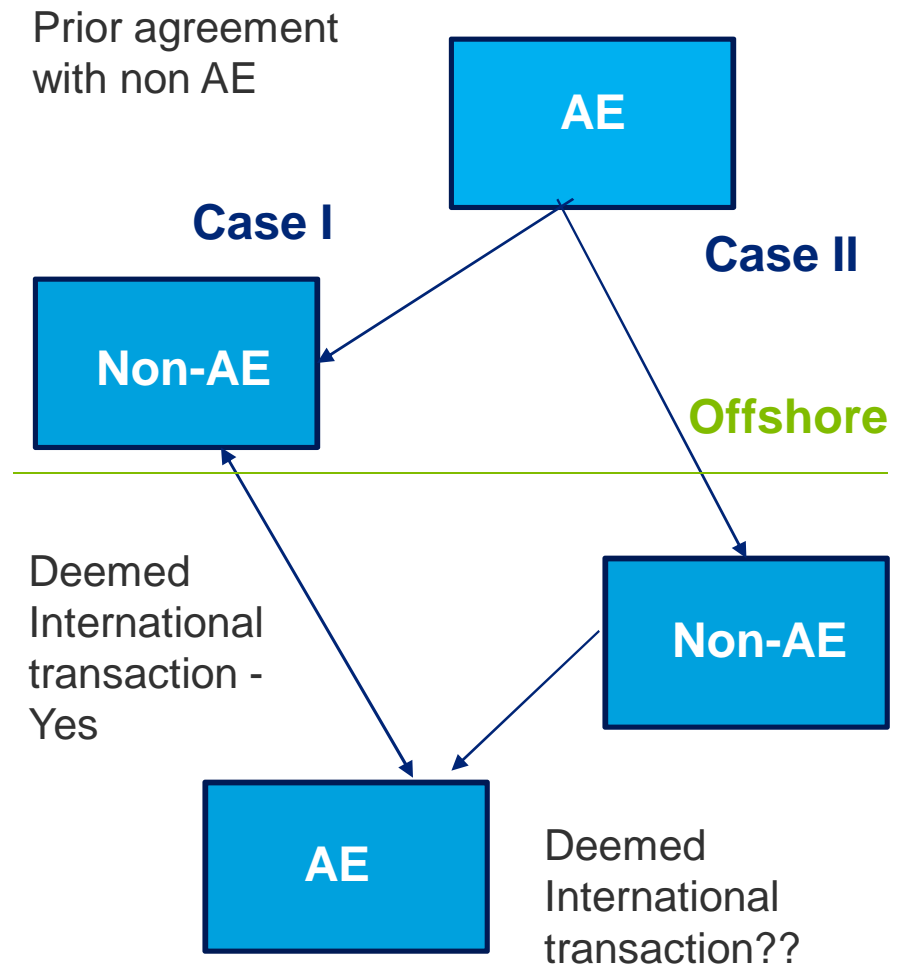 Prior agreement
with non AE
AE
Case I
Case II
Non-AE
Offshore
Deemed
International
transaction -
Yes
Non-AE
AE
Deemed
International
transaction??